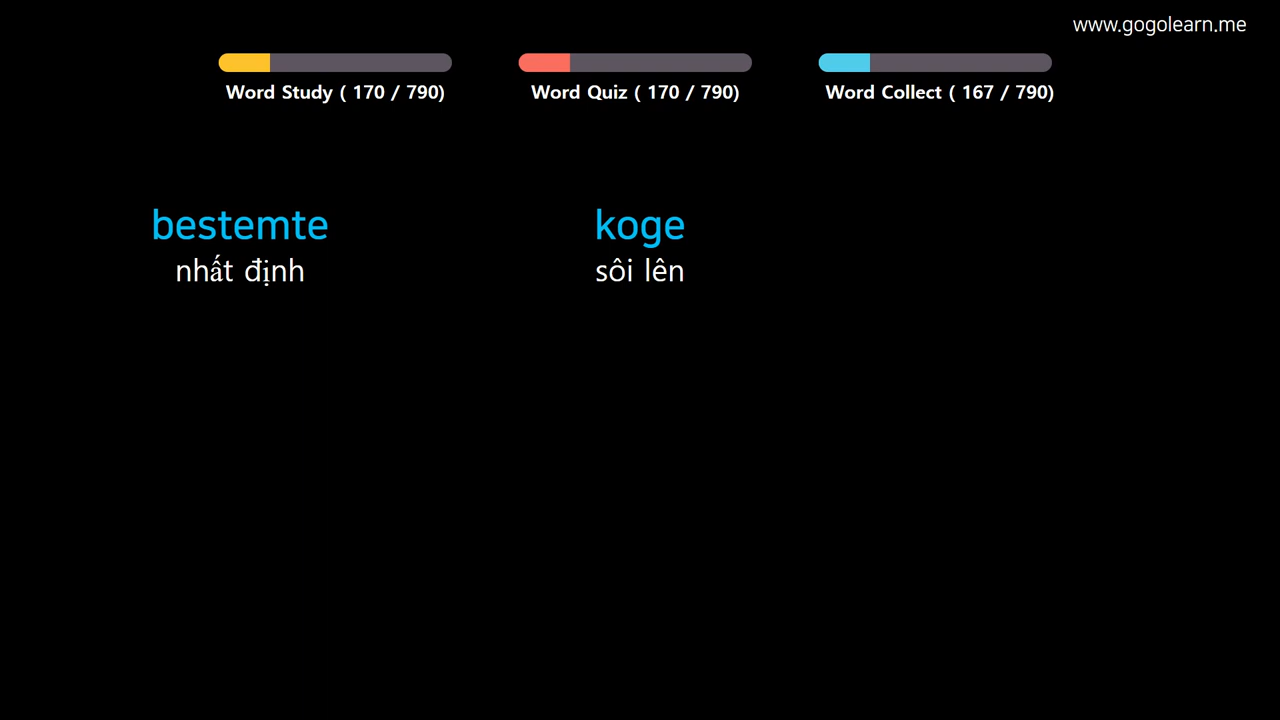 www.gogolearn.me
Word Study ( 170 / 790)
Word Quiz ( 170 / 790)
Word Collect ( 167 / 790)
bestemte
nhất định
koge
sôi lên